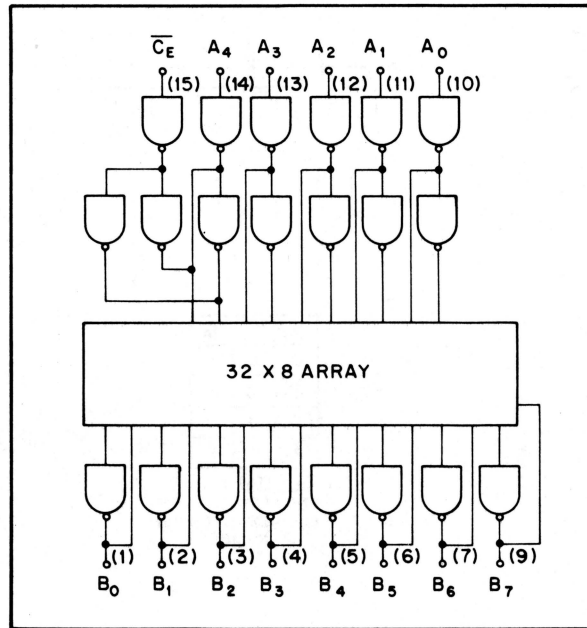 C̅E̅ A4 A3 A2 A1 A0
(15) (14) (13) (12) (11) (10)
32 X 8 ARRAY
(1) (2) (3) (4) (5) (6) (7) (9)
B0 B1 B2 B3 B4 B5 B6 B7